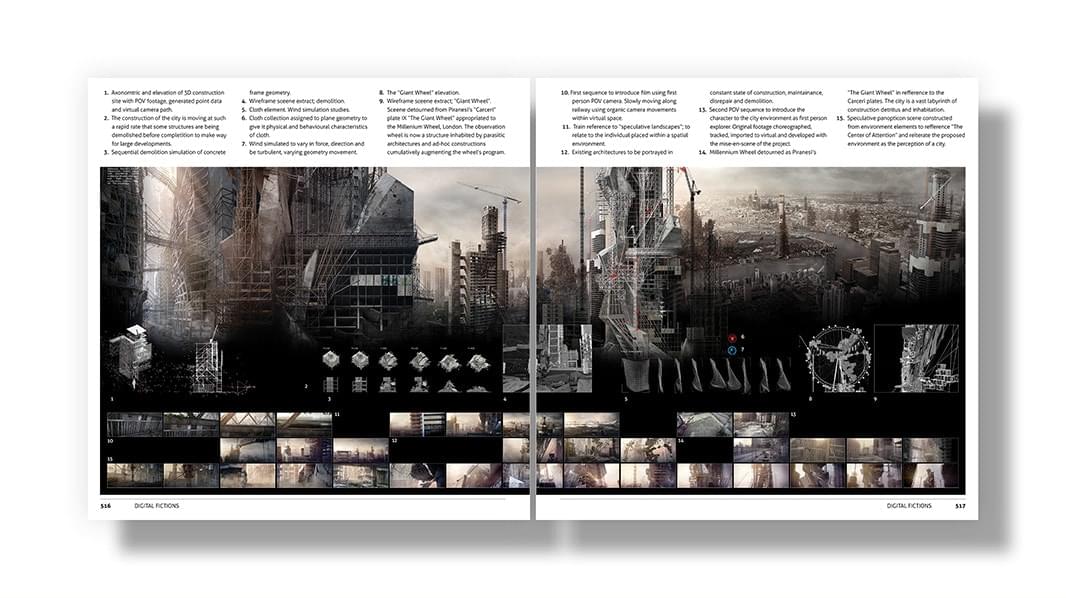 1. Axonomtric and elevation of 3D construction
site with POV footage, generated point data
and virtual camera path.
2. The construction of the city is moving at such
a rapid rate that some structures are being
demolished before completition to make way
for large developments.
3. Sequential demolition simulation of concrete
frame geometry.
4. Wireframe sceene extract; demolition.
5. Cloth element. Wind simulation studies.
6. Cloth collection assigned to plane geometry to
give it physical and behavioural characteristics
of cloth.
7. Wind simulated to vary in force, direction and
be turbulent, varying geometry movement.
8. The "Giant Wheel" elevation.
9. Wireframe sceene extract; "Giant Wheel".
Sceene detourned from Piranesi's "Carceri"
plate IX "The Giant Wheel" appropriated to
the Millenium Wheel, London. The observation
wheel is now a structure inhabited by parasitic
architectures and ad-hoc constructions
cumulatively augmenting the wheel's program.
10. First sequence to introduce film using first
person POV camera. Slowly moving along
railway using organic camera movements
within virtual space.
11. Train reference to "speculative landscapes"; to
relate to the individual placed within a spatial
environment.
12. Existing architectures to be portrayed in
constant state of construction, maintainance,
disrepair and demolition.
13. Second POV sequence to introduce the
character to the city environment as first person
explorer. Original footage choreographed,
tracked, imported to virtual and developed with
the mise-en-scene of the project.
14. Millennium Wheel detourned as Piranesi's
"The Giant Wheel" in refference to the
Carceri plates. The city is a vast labyrinth of
construction detritus and inhabitation.
15. Speculative panopticon scene constructed
from environment elements to refference "The
Center of Attention" and reiterate the proposed
environment as the perception of a city.
6
7
1
2
3
4
5
8
9
11
13
10
12
14
15
516 DIGITAL FICTIONS
DIGITAL FICTIONS 517